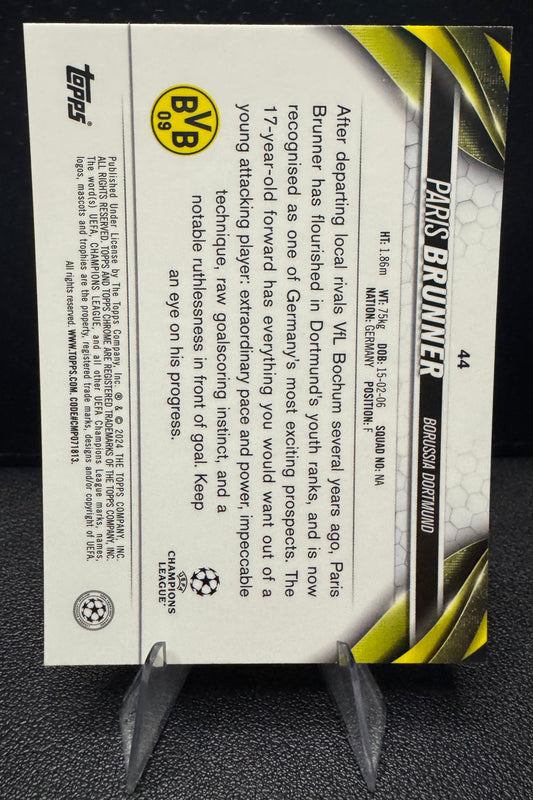 44
PARIS BRUNNER BORUSSIA DORTMUND
HT: 1.86m WT: 75kg DOB: 15-02-06 SQUAD NO: NA
NATION: GERMANY POSITION: F
After departing local rivals VfL Bochum several years ago, Paris
Brunner has flourished in Dortmund's youth ranks, and is now
recognised as one of Germany's most exciting prospects. The
17-year-old forward has everything you would want out of a
young attacking player: extraordinary pace and power, impeccable
technique, raw goalscoring instinct, and a
notable ruthlessness in front of goal. Keep
an eye on his progress.
BVB
09
UEFA
CHAMPIONS
LEAGUE™
topps®
Published Under License by The Topps Company, Inc. ® & © 2024 THE TOPPS COMPANY, INC.
ALL RIGHTS RESERVED. TOPPS AND TOPPS CHROME ARE REGISTERED TRADEMARKS OF THE TOPPS COMPANY, INC.
The word(s) UEFA, CHAMPIONS LEAGUE, and all other UEFA Champions League marks, names,
logos, mascots and trophies are the property, registered trade marks, designs and/or copyright of UEFA.
All rights reserved. WWW.TOPPS.COM. CODE#CMP071813.